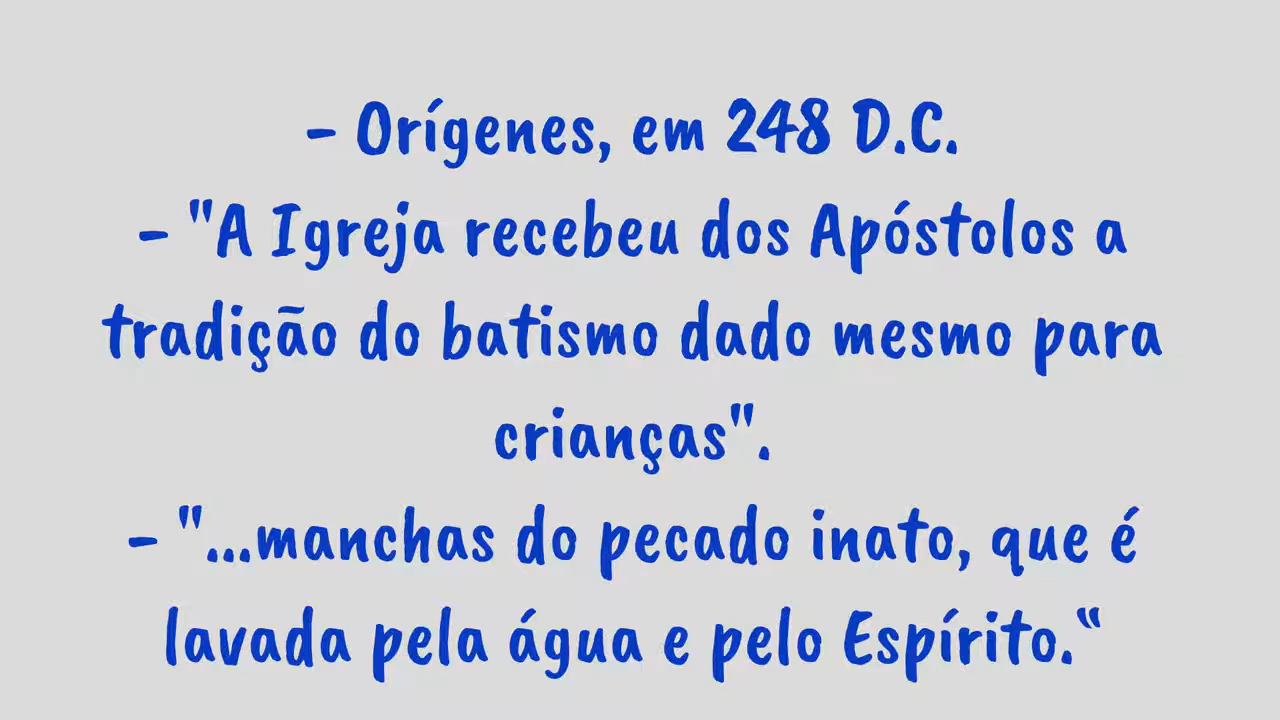 - Orígenes, em 248 D.C.
- "A Igreja recebeu dos Apóstolos a
tradição do batismo dado mesmo para
crianças".
- "...manchas do pecado inato, que é
lavada pela água e pelo Espírito.“